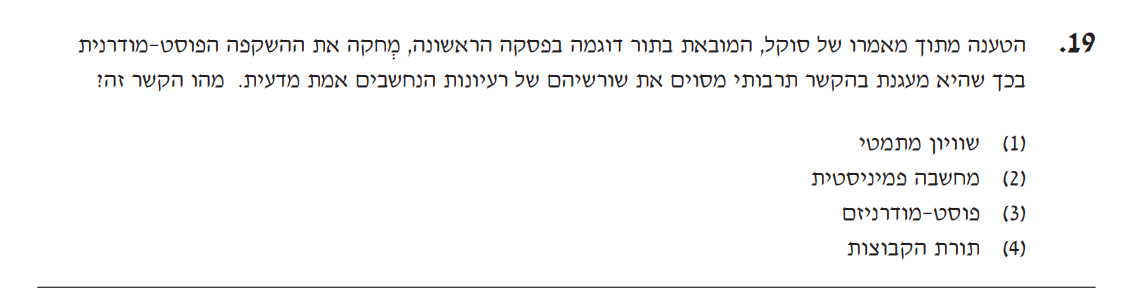 19. הטענה מתוך מאמרו של סוקל, המובאת בתור דוגמה בפסקה הראשונה, מְחקה את ההשקפה הפוסט-מודרנית
בכך שהיא מעגנת בהקשר תרבותי מסוים את שורשיהם של רעיונות הנחשבים אמת מדעית. מהו הקשר זה?
(1) שוויון מתמטי
(2) מחשבה פמיניסטית
(3) פוסט-מודרניזם
(4) תורת הקבוצות